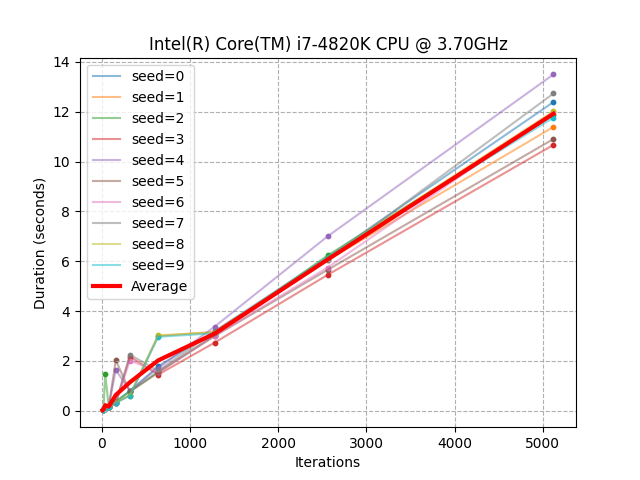 Intel(R) Core(TM) i7-4820K CPU @ 3.70GHz
14
12
10
8
6
4
2
0
Duration (seconds)
seed=0
seed=1
seed=2
seed=3
seed=4
seed=5
seed=6
seed=7
seed=8
seed=9
Average
0 1000 2000 3000 4000 5000
Iterations